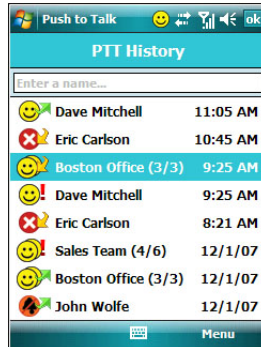 Push to Talk ok
PTT History
Enter a name...
Dave Mitchell 11:05 AM
Eric Carlson 10:45 AM
Boston Office (3/3) 9:25 AM
Dave Mitchell 9:25 AM
Eric Carlson 8:21 AM
Sales Team (4/6) 12/1/07
Boston Office (3/3) 12/1/07
John Wolfe 12/1/07
Menu